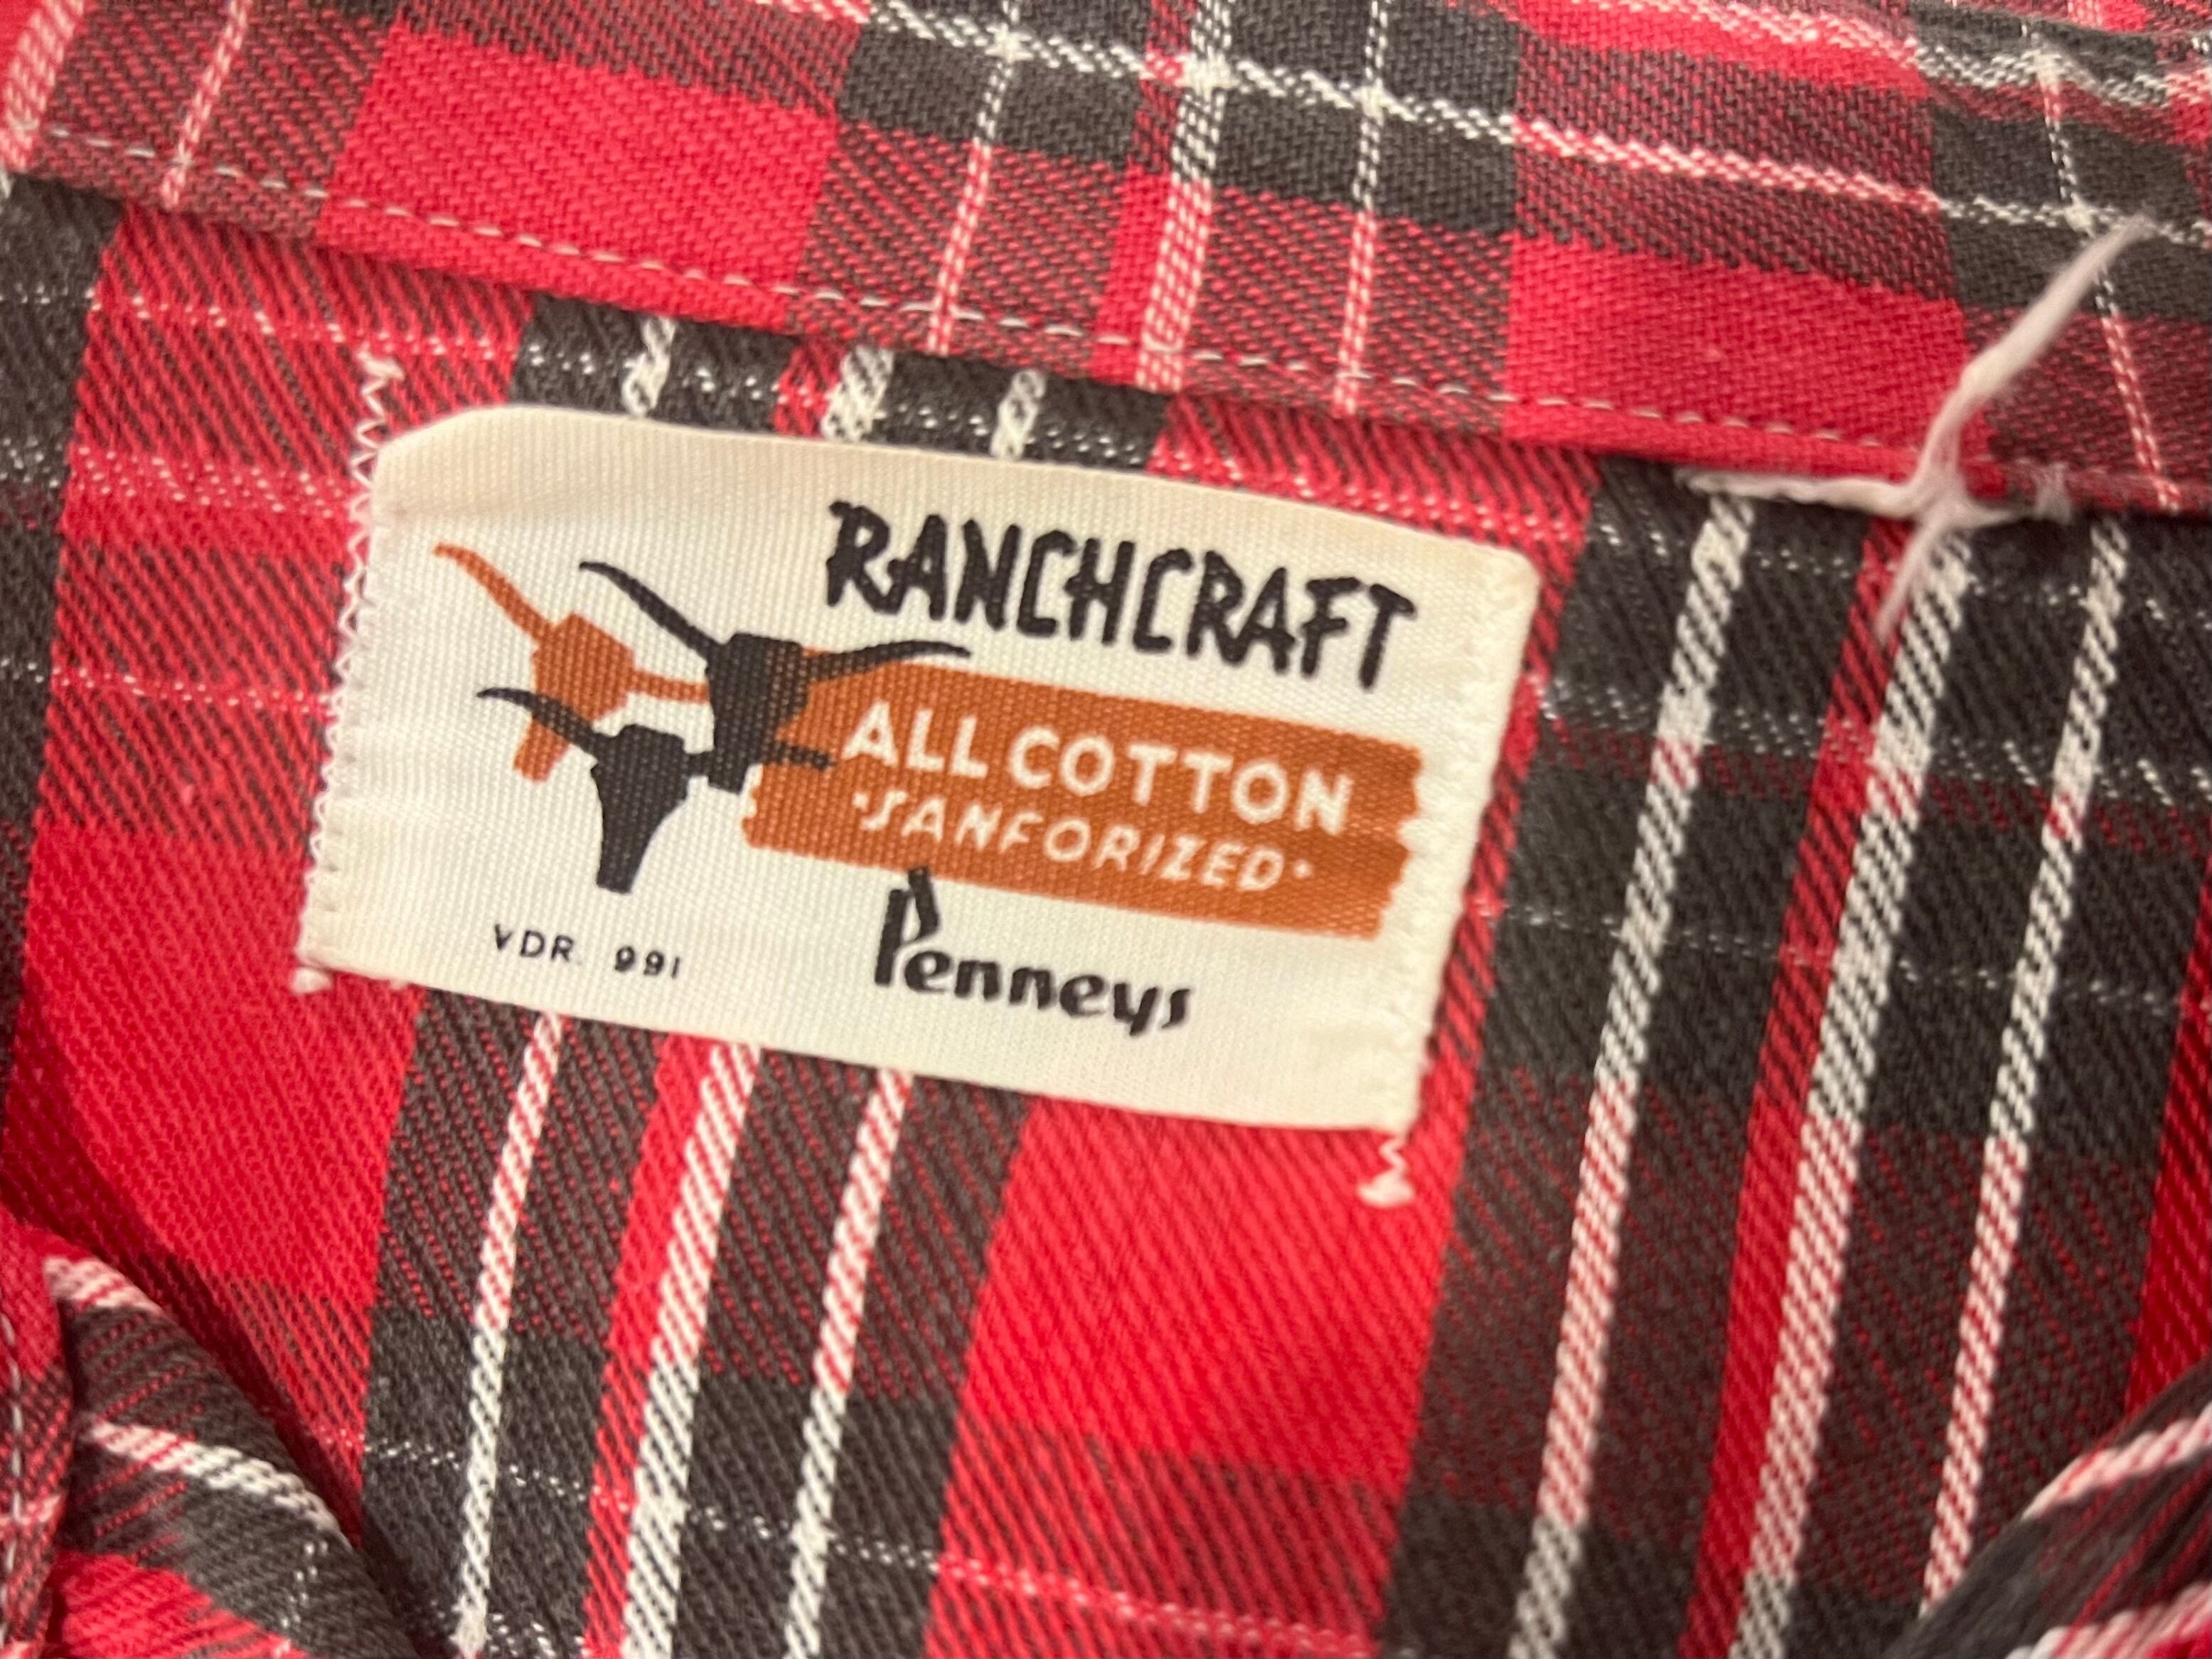 RANCHCRAFT
ALL COTTON
·SANFORIZED·
Penneys
VDR. 991